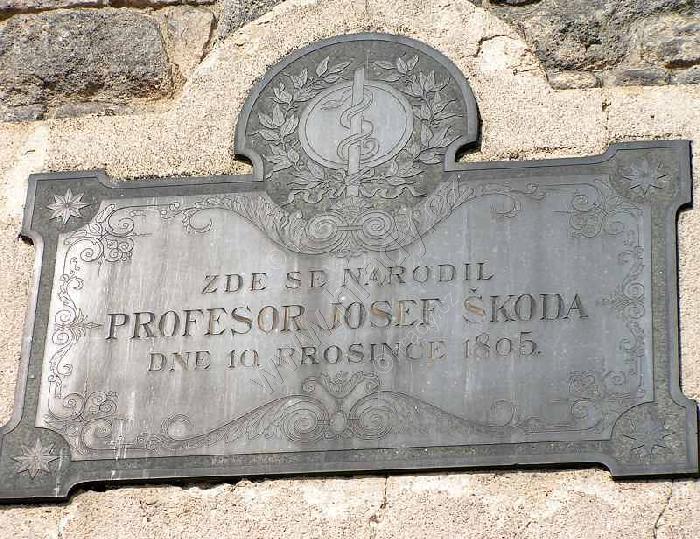 ZDE SE NARODIL
PROFESOR JOSEF ŠKODA
DNE 10. PROSINCE 1805.